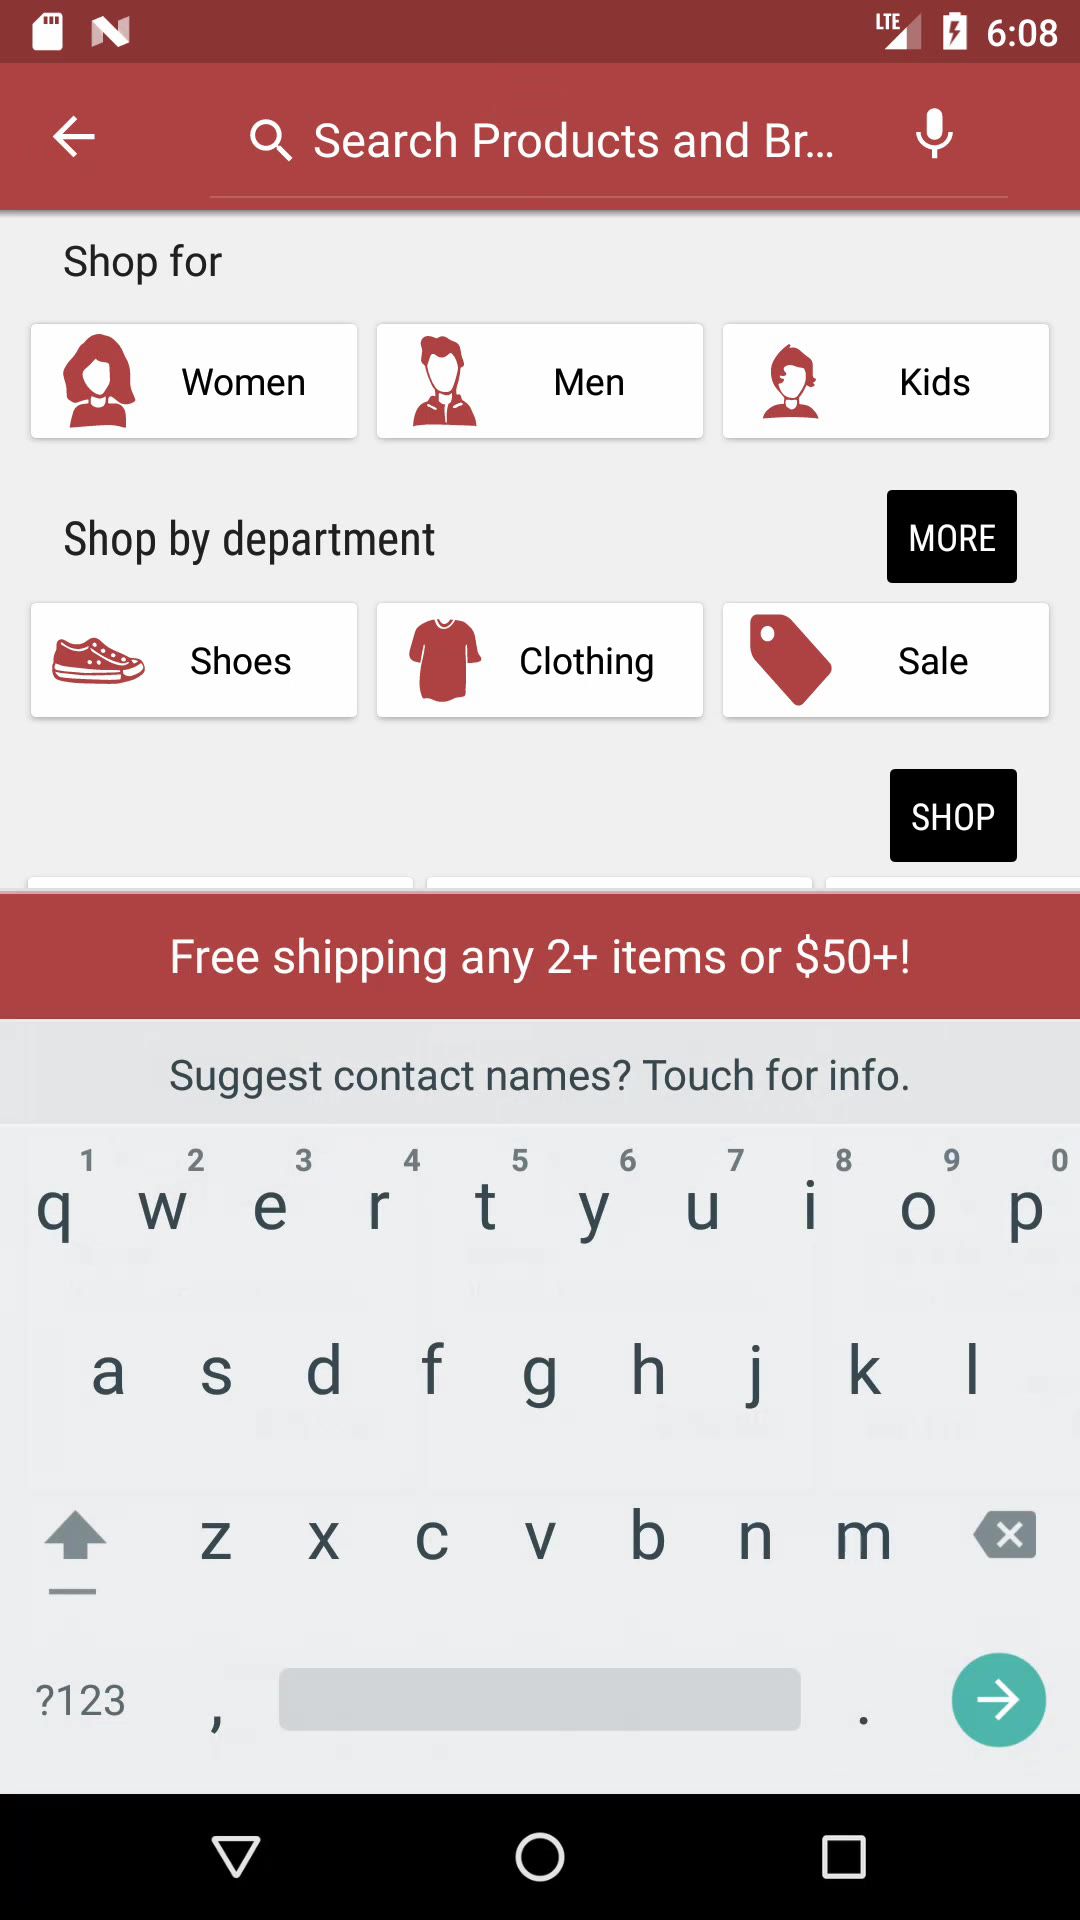 LTE 6:08
Search Products and Br...
Shop for
Women Men Kids
Shop by department MORE
Shoes Clothing Sale
SHOP
Free shipping any 2+ items or $50+!
Suggest contact names? Touch for info.
1 2 3 4 5 6 7 8 9 0
q w e r t y u i o p
a s d f g h j k l
z x c v b n m
?123 , .